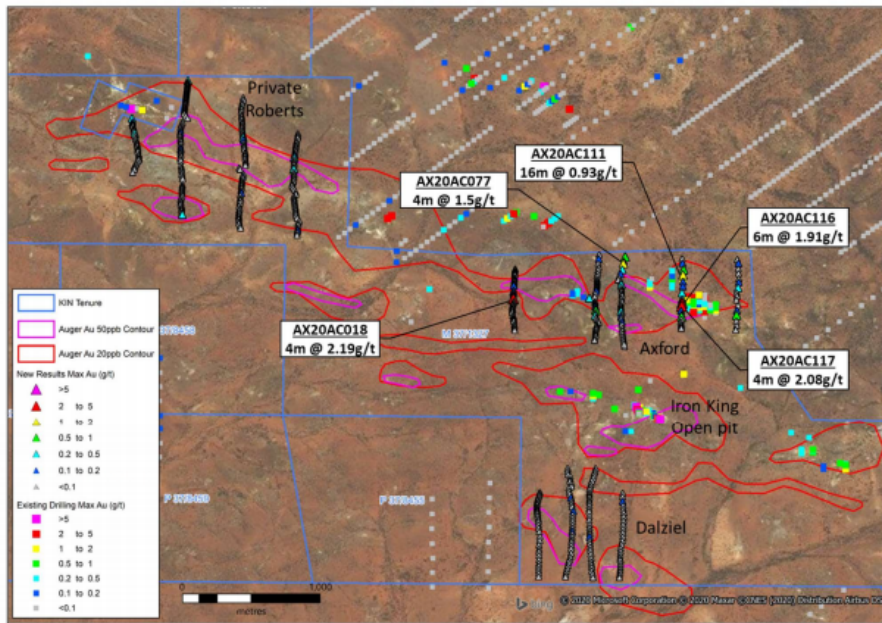 Private
Roberts
AX20AC111
16m @ 0.93g/t
AX20AC077
4m @ 1.5g/t
AX20AC116
6m @ 1.91g/t
AX20AC018
4m @ 2.19g/t
AX20AC117
4m @ 2.08g/t
Axford
Iron King
Open pit
Dalziel
KIN Tenure
Auger Au 50ppb Contour
Auger Au 20ppb Contour
New Results Max Au (g/t)
>5
2 to 5
1 to 2
0.5 to 1
0.2 to 0.5
0.1 to 0.2
<0.1
Existing Drilling Max Au (g/t)
>5
2 to 5
1 to 2
0.5 to 1
0.2 to 0.5
0.1 to 0.2
<0.1
0
1,000
metres
© 2020 Microsoft Corporation © 2020 Maxar © CNES (2020) Distribution Airbus DS